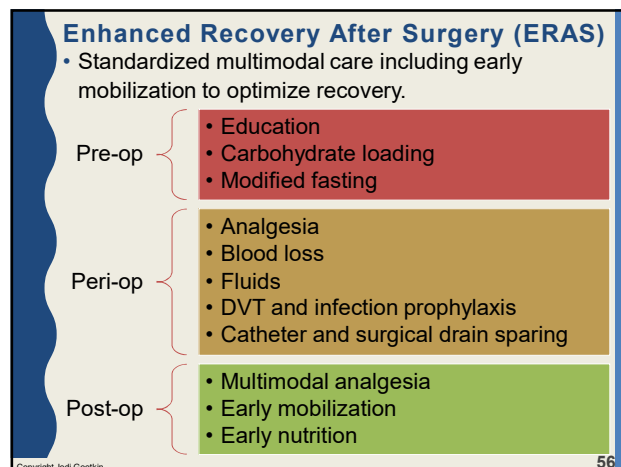 Enhanced Recovery After Surgery (ERAS)
• Standardized multimodal care including early
mobilization to optimize recovery.
Pre-op
• Education
• Carbohydrate loading
• Modified fasting
Peri-op
• Analgesia
• Blood loss
• Fluids
• DVT and infection prophylaxis
• Catheter and surgical drain sparing
Post-op
• Multimodal analgesia
• Early mobilization
• Early nutrition
Copyright Jodi
56